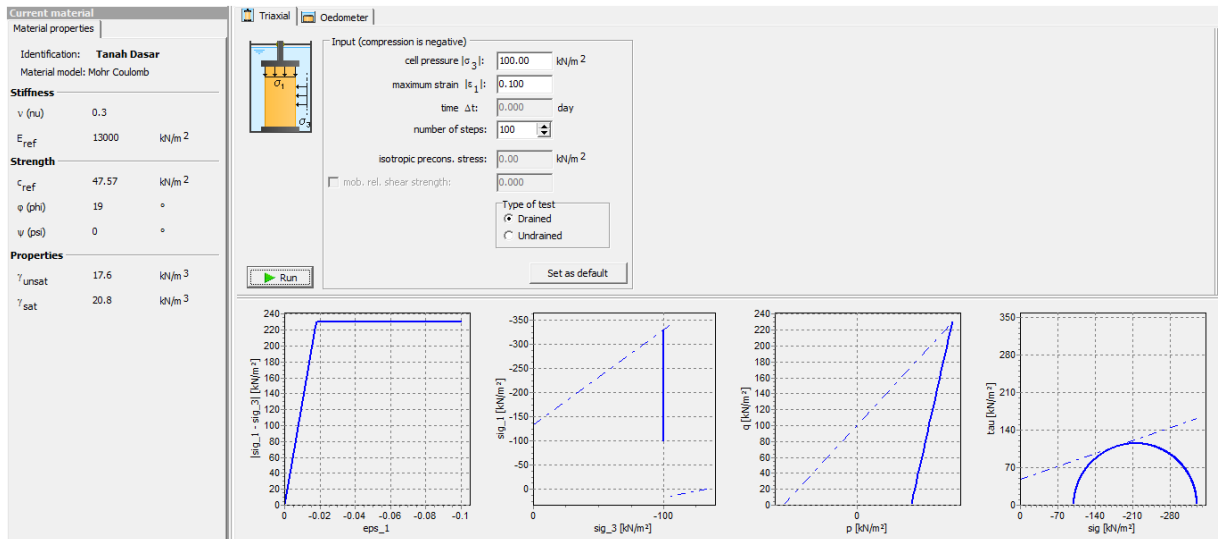 Current material
Material properties
Identification: Tanah Dasar
Material model: Mohr Coulomb
Stiffness
ν (nu) 0.3
E_ref 13000 kN/m²
Strength
c_ref 47.57 kN/m²
φ (phi) 19 °
ψ (psi) 0 °
Properties
γ_unsat 17.6 kN/m³
γ_sat 20.8 kN/m³
Triaxial Oedometer
σ₁
σ₃
Run
Input (compression is negative)
cell pressure |σ₃|: 100.00 kN/m²
maximum strain |ε₁|: 0.100
time Δt: 0.000 day
number of steps: 100
isotropic precons. stress: 0.00 kN/m²
mob. rel. shear strength: 0.000
Type of test
Drained
Undrained
Set as default
|sig_1 - sig_3| [kN/m²]
240
220
200
180
160
140
120
100
80
60
40
20
0
0 -0.02 -0.04 -0.06 -0.08 -0.1
eps_1
sig_1 [kN/m²]
-350
-300
-250
-200
-150
-100
-50
0
0 -100
sig_3 [kN/m²]
q [kN/m²]
240
220
200
180
160
140
120
100
80
60
40
20
0
0
p [kN/m²]
tau [kN/m²]
350
280
210
140
70
0
0 -70 -140 -210 -280
sig [kN/m²]